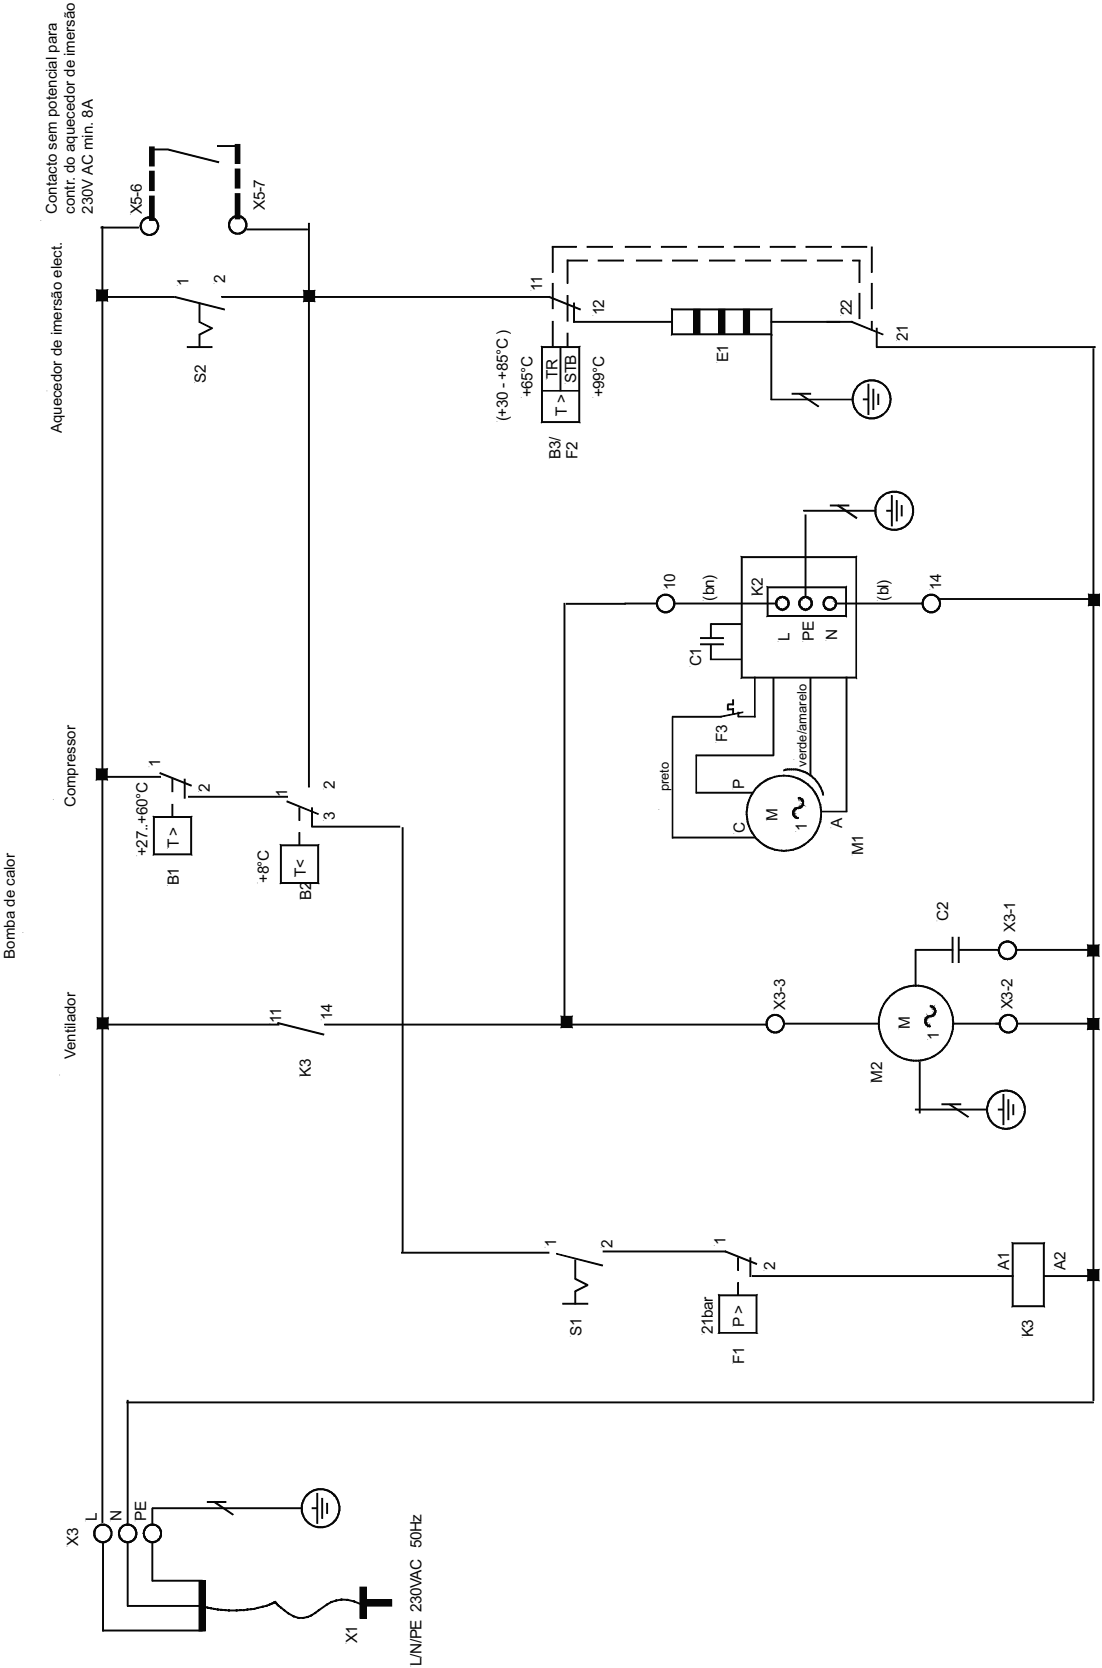 Bomba de calor
Ventilador
Compressor
Aquecedor de imersão elect.
Contacto sem potencial para
contr. do aquecedor de imersão
230V AC min. 8A
X3
L
N
PE
X1
L/N/PE 230VAC 50Hz
11
14
K3
1
2
+27..+60°C
T >
B1
1
2
3
+8°C
T<
B2
1
2
S2
X5-6
X5-7
1
2
S1
1
2
21bar
P >
F1
A1
A2
K3
X3-3
M
1
M2
X3-2
X3-1
C2
preto
F3
C
P
A
M
1
M1
verde/amarelo
C1
K2
L
PE
N
10
(bn)
(bl)
14
(+30 - +85°C )
+65°C
TR
STB
T >
+99°C
B3/
F2
11
12
E1
22
21